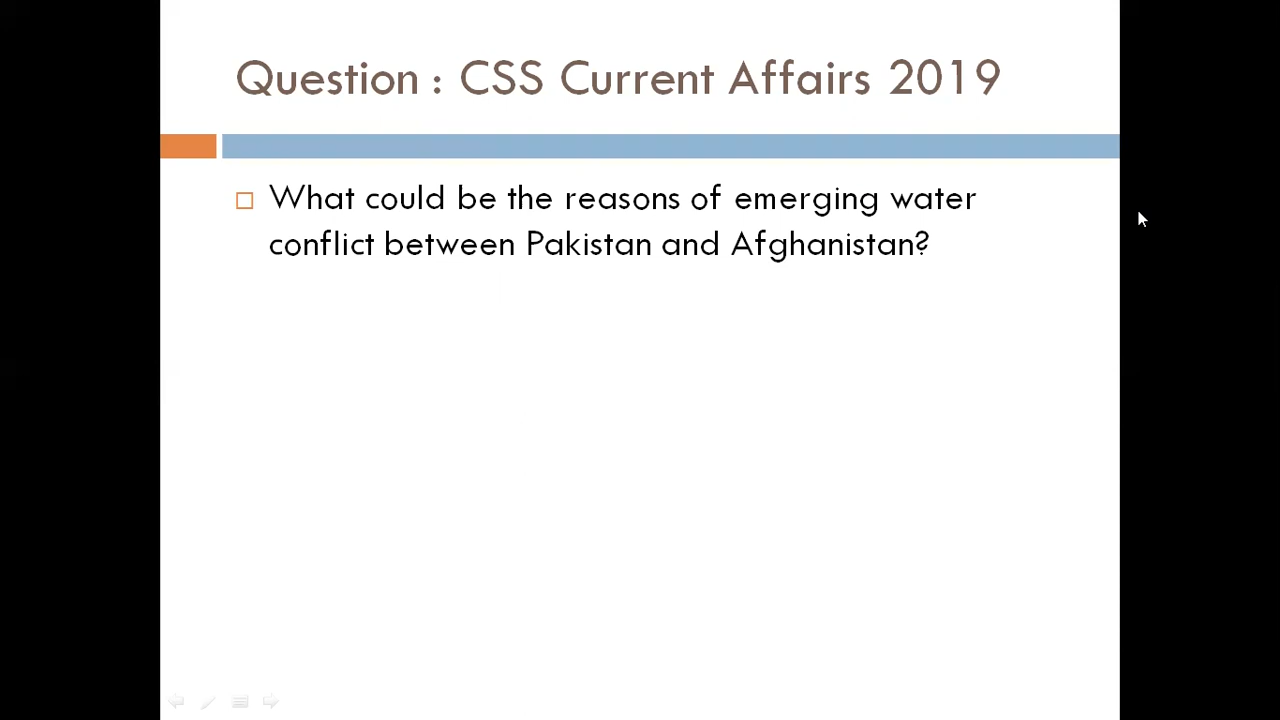 Question : CSS Current Affairs 2019
What could be the reasons of emerging water
conflict between Pakistan and Afghanistan?